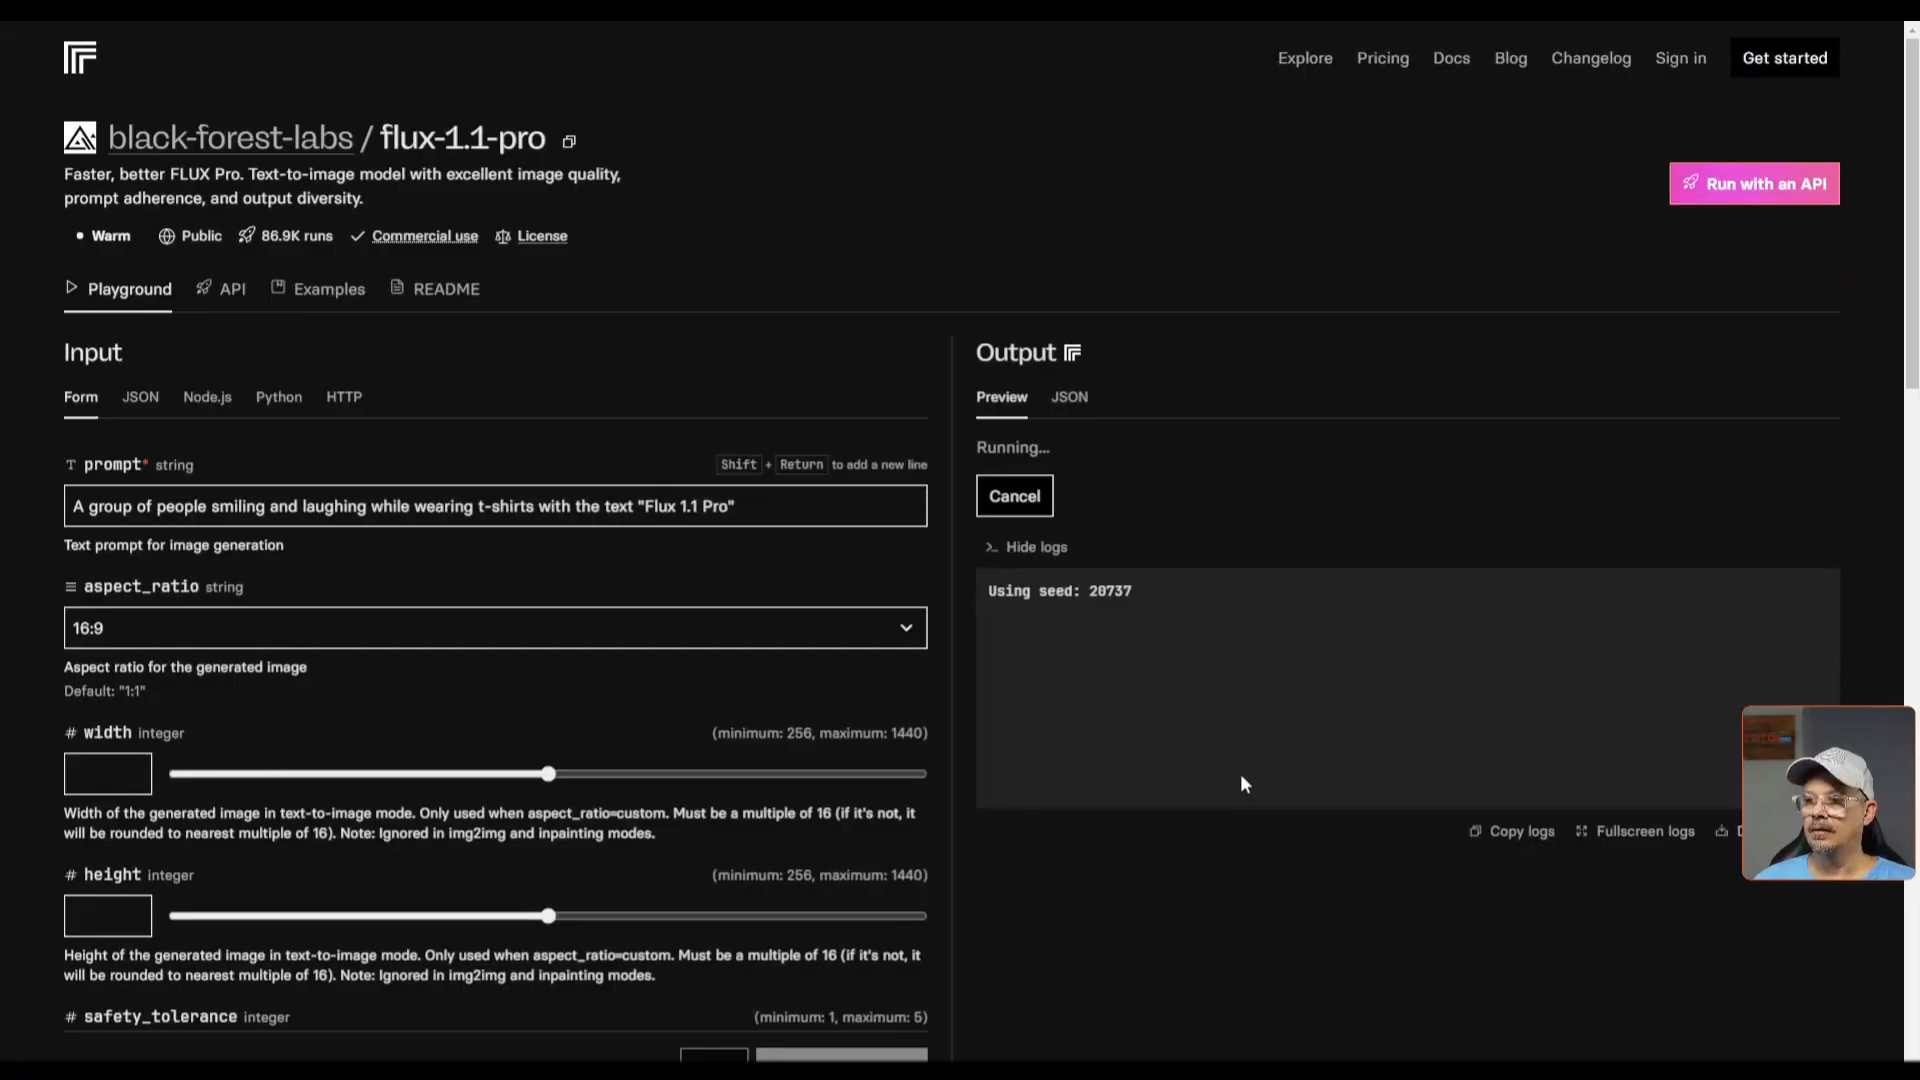 Explore Pricing Docs Blog Changelog Sign in Get started
black-forest-labs / flux-1.1-pro
Faster, better FLUX Pro. Text-to-image model with excellent image quality,
prompt adherence, and output diversity.
Run with an API
Warm Public 86.9K runs Commercial use License
Playground API Examples README
Input
Form JSON Node.js Python HTTP
T prompt* string
Shift + Return to add a new line
A group of people smiling and laughing while wearing t-shirts with the text "Flux 1.1 Pro"
Text prompt for image generation
aspect_ratio string
16:9
Aspect ratio for the generated image
Default: "1:1"
# width integer
(minimum: 256, maximum: 1440)
Width of the generated image in text-to-image mode. Only used when aspect_ratio=custom. Must be a multiple of 16 (if it's not, it
will be rounded to nearest multiple of 16). Note: Ignored in img2img and inpainting modes.
# height integer
(minimum: 256, maximum: 1440)
Height of the generated image in text-to-image mode. Only used when aspect_ratio=custom. Must be a multiple of 16 (if it's not, it
will be rounded to nearest multiple of 16). Note: Ignored in img2img and inpainting modes.
# safety_tolerance integer
(minimum: 1, maximum: 5)
Output
Preview JSON
Running...
Cancel
>_ Hide logs
Using seed: 20737
Copy logs Fullscreen logs